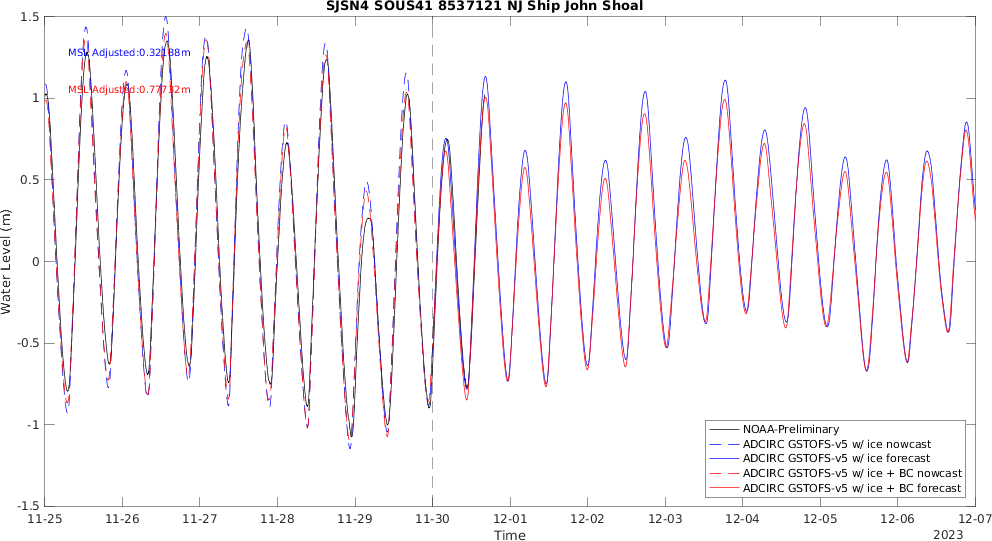 SJSN4 SOUS41 8537121 NJ Ship John Shoal
MSL Adjusted:0.32188m
MSL Adjusted:0.77732m
Water Level (m)
1.5
1
0.5
0
-0.5
-1
-1.5
NOAA-Preliminary
ADCIRC GSTOFS-v5 w/ ice nowcast
ADCIRC GSTOFS-v5 w/ ice forecast
ADCIRC GSTOFS-v5 w/ ice + BC nowcast
ADCIRC GSTOFS-v5 w/ ice + BC forecast
11-25 11-26 11-27 11-28 11-29 11-30 12-01 12-02 12-03 12-04 12-05 12-06 12-07
Time
2023